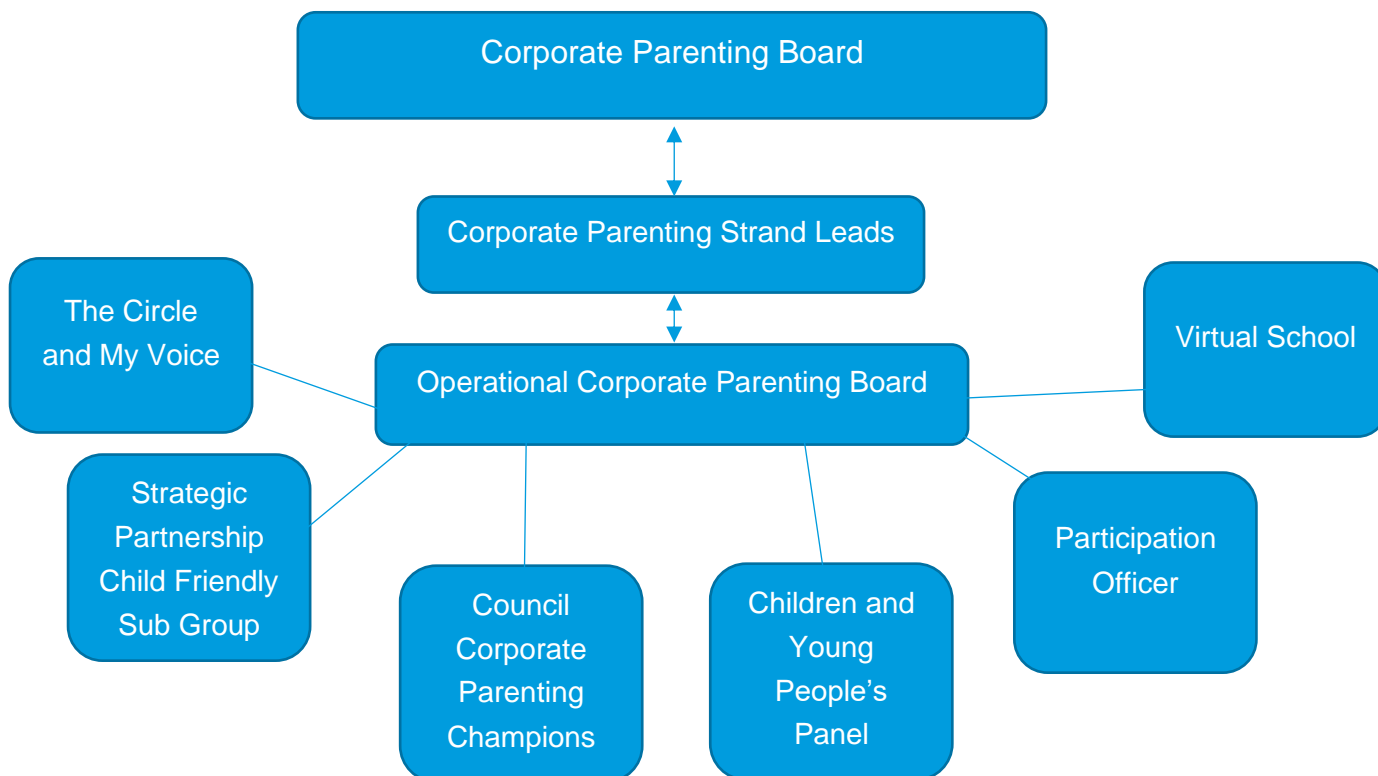 Corporate Parenting Board
Corporate Parenting Strand Leads
The Circle
and My Voice
Virtual School
Operational Corporate Parenting Board
Strategic
Partnership
Child Friendly
Sub Group
Council
Corporate
Parenting
Champions
Children and
Young
People’s
Panel
Participation
Officer